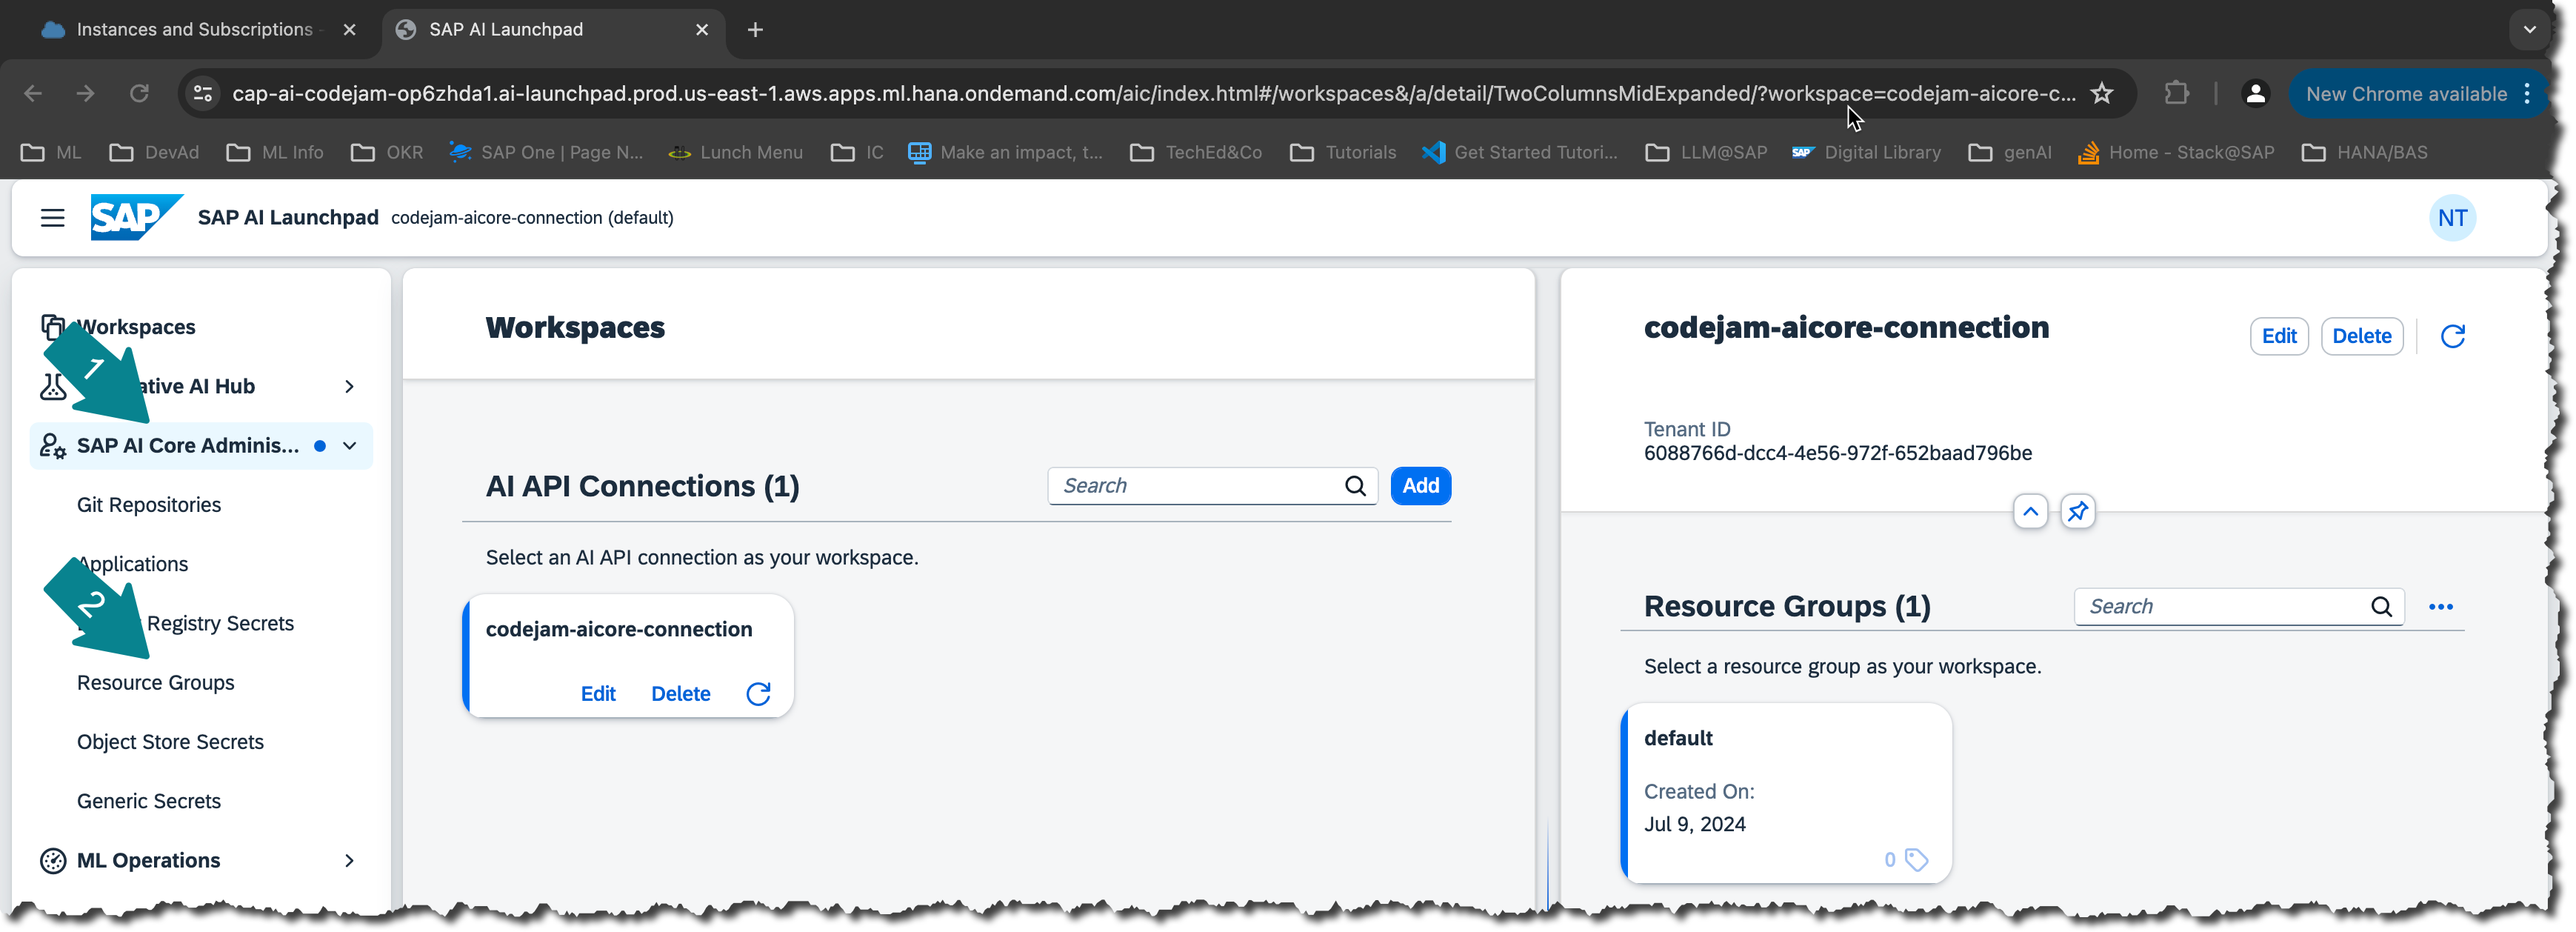 Instances and Subscriptions -
SAP AI Launchpad
cap-ai-codejam-op6zhda1.ai-launchpad.prod.us-east-1.aws.apps.ml.hana.ondemand.com/aic/index.html#/workspaces&/a/detail/TwoColumnsMidExpanded/?workspace=codejam-aicore-c...
New Chrome available
ML
DevAd
ML Info
OKR
SAP One | Page N...
Lunch Menu
IC
Make an impact, t...
TechEd&Co
Tutorials
Get Started Tutori...
LLM@SAP
SAP
Digital Library
genAI
Home - Stack@SAP
HANA/BAS
SAP
SAP AI Launchpad codejam-aicore-connection (default)
NT
Workspaces
1
ative AI Hub
SAP AI Core Adminis...
Git Repositories
Applications
2
Registry Secrets
Resource Groups
Object Store Secrets
Generic Secrets
ML Operations
Workspaces
AI API Connections (1)
Search
Add
Select an AI API connection as your workspace.
codejam-aicore-connection
Edit Delete
codejam-aicore-connection
Edit Delete
Tenant ID
6088766d-dcc4-4e56-972f-652baad796be
Resource Groups (1)
Search
Select a resource group as your workspace.
default
Created On:
Jul 9, 2024
0